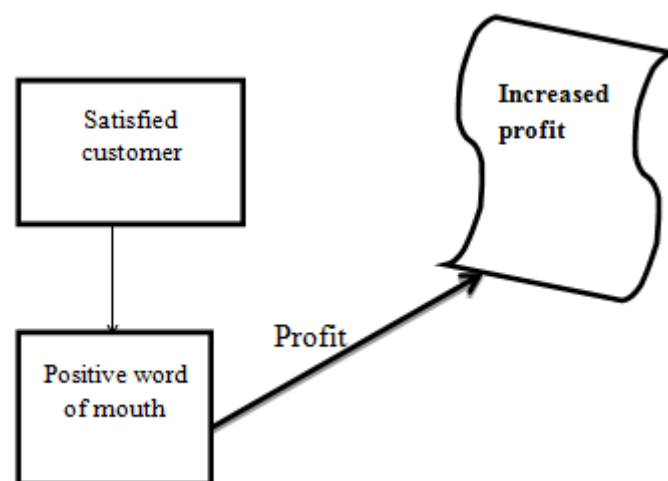 Satisfied
customer
Increased
profit
Profit
Positive word
of mouth